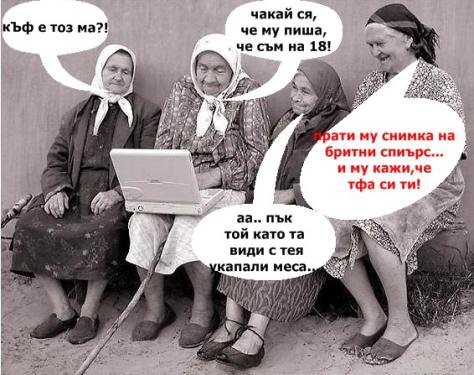 кЪф е тоз ма?!
чакай ся,
че му пиша,
че съм на 18!
прати му снимка на
бритни спиърс...
и му кажи,че
тфа си ти!
аа.. пък
той като та
види с тея
укапали меса..